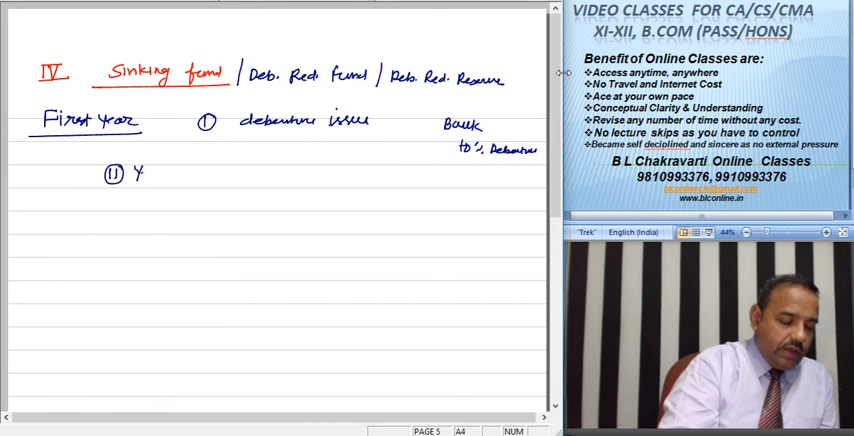 IV Sinking fund / Deb. Red. Fund / Deb. Red. Reserve
First Year I debenture issue Bank
to % Debenture
II Y
VIDEO CLASSES FOR CA/CS/CMA
XI-XII, B.COM (PASS/HONS)
Benefit of Online Classes are:
❖Access anytime, anywhere
❖No Travel and Internet Cost
❖Ace at your own pace
❖Conceptual Clarity & Understanding
❖Revise any number of time without any cost.
❖No lecture skips as you have to control
❖Became self deciplined and sincere as no external pressure
B L Chakravarti Online Classes
9810993376, 9910993376
blconlinecls@gmail.com
www.blconline.in
"Trek" English (India) 44%
PAGE 5 A4 NUM